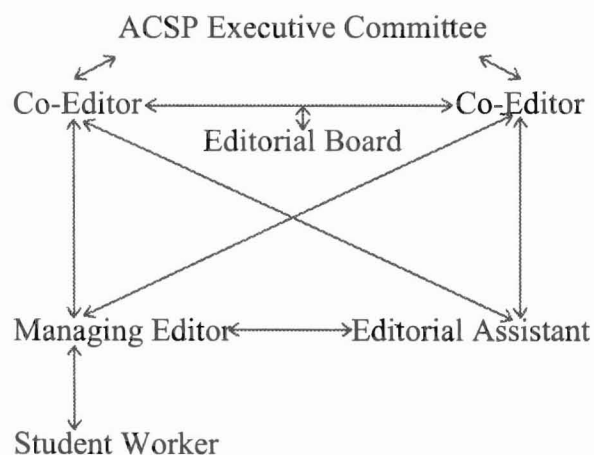 ACSP Executive Committee
Co-Editor
Co-Editor
Editorial Board
Managing Editor
Editorial Assistant
Student Worker